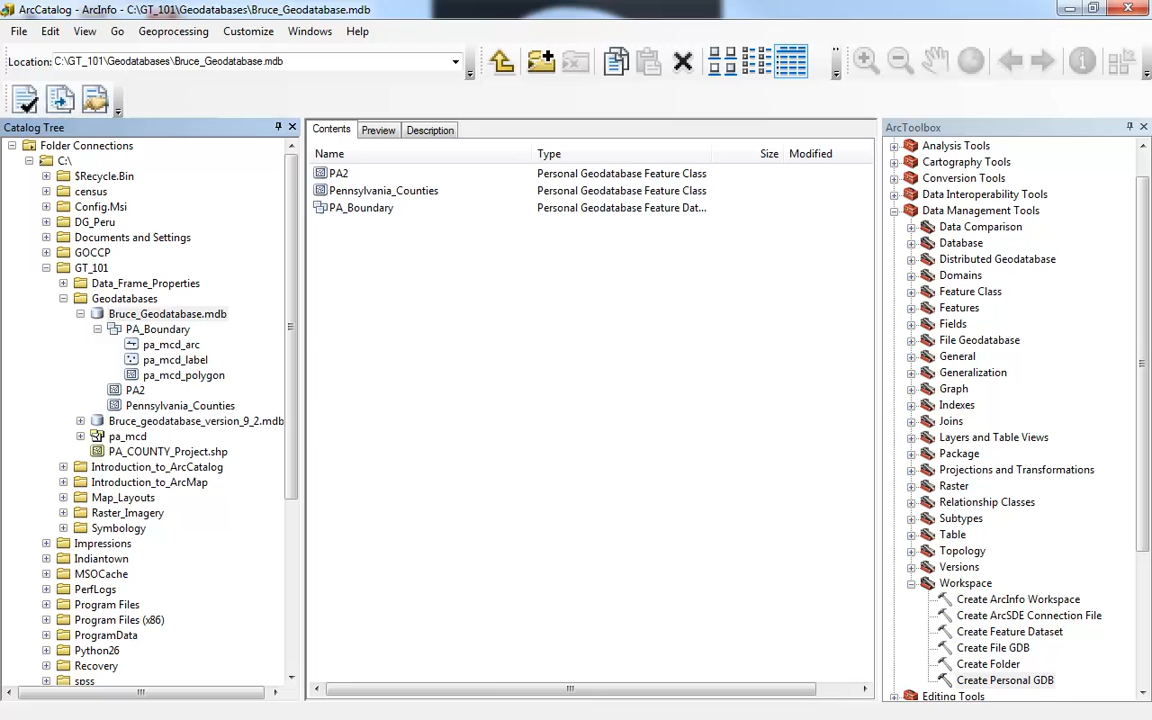 ArcCatalog - ArcInfo - C:\GT_101\Geodatabases\Bruce_Geodatabase.mdb
File Edit View Go Geoprocessing Customize Windows Help
Location: C:\GT_101\Geodatabases\Bruce_Geodatabase.mdb
Catalog Tree
Folder Connections
C:\
$Recycle.Bin
census
Config.Msi
DG_Peru
Documents and Settings
GOCCP
GT_101
Data_Frame_Properties
Geodatabases
Bruce_Geodatabase.mdb
PA_Boundary
pa_mcd_arc
pa_mcd_label
pa_mcd_polygon
PA2
Pennsylvania_Counties
Bruce_geodatabase_version_9_2.mdb
pa_mcd
PA_COUNTY_Project.shp
Introduction_to_ArcCatalog
Introduction_to_ArcMap
Map_Layouts
Raster_Imagery
Symbology
Impressions
Indiantown
MSOCache
PerfLogs
Program Files
Program Files (x86)
ProgramData
Python26
Recovery
spss
Contents Preview Description
Name Type Size Modified
PA2 Personal Geodatabase Feature Class
Pennsylvania_Counties Personal Geodatabase Feature Class
PA_Boundary Personal Geodatabase Feature Dat...
ArcToolbox
Analysis Tools
Cartography Tools
Conversion Tools
Data Interoperability Tools
Data Management Tools
Data Comparison
Database
Distributed Geodatabase
Domains
Feature Class
Features
Fields
File Geodatabase
General
Generalization
Graph
Indexes
Joins
Layers and Table Views
Package
Projections and Transformations
Raster
Relationship Classes
Subtypes
Table
Topology
Versions
Workspace
Create ArcInfo Workspace
Create ArcSDE Connection File
Create Feature Dataset
Create File GDB
Create Folder
Create Personal GDB
Editing Tools